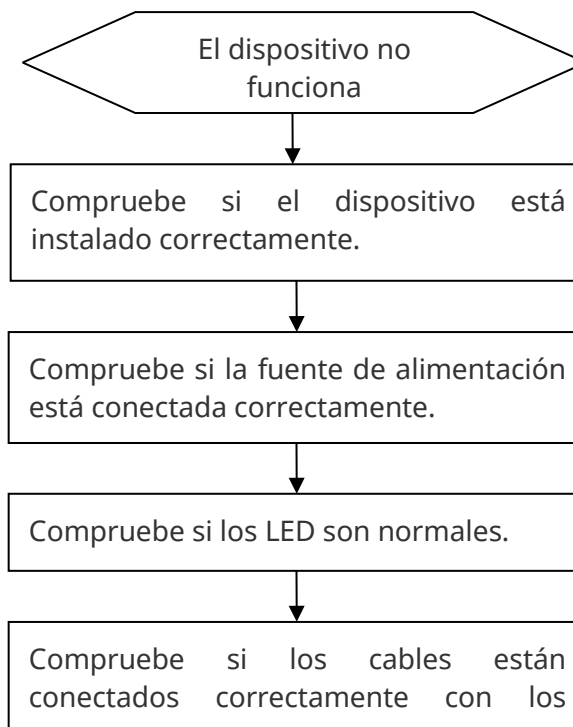 El dispositivo no
funciona
Compruebe si el dispositivo está
instalado correctamente.
Compruebe si la fuente de alimentación
está conectada correctamente.
Compruebe si los LED son normales.
Compruebe si los cables están
conectados correctamente con los